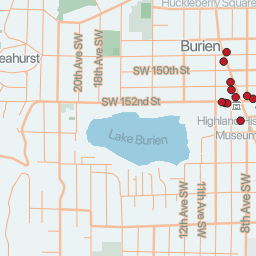 Huckleberry Square
Burien
eahurst
SW 150th St
20th Ave SW
18th Ave SW
SW 152nd St
Highland His
Museum
Lake Burien
12th Ave SW
11th Ave SW
8th Ave SW